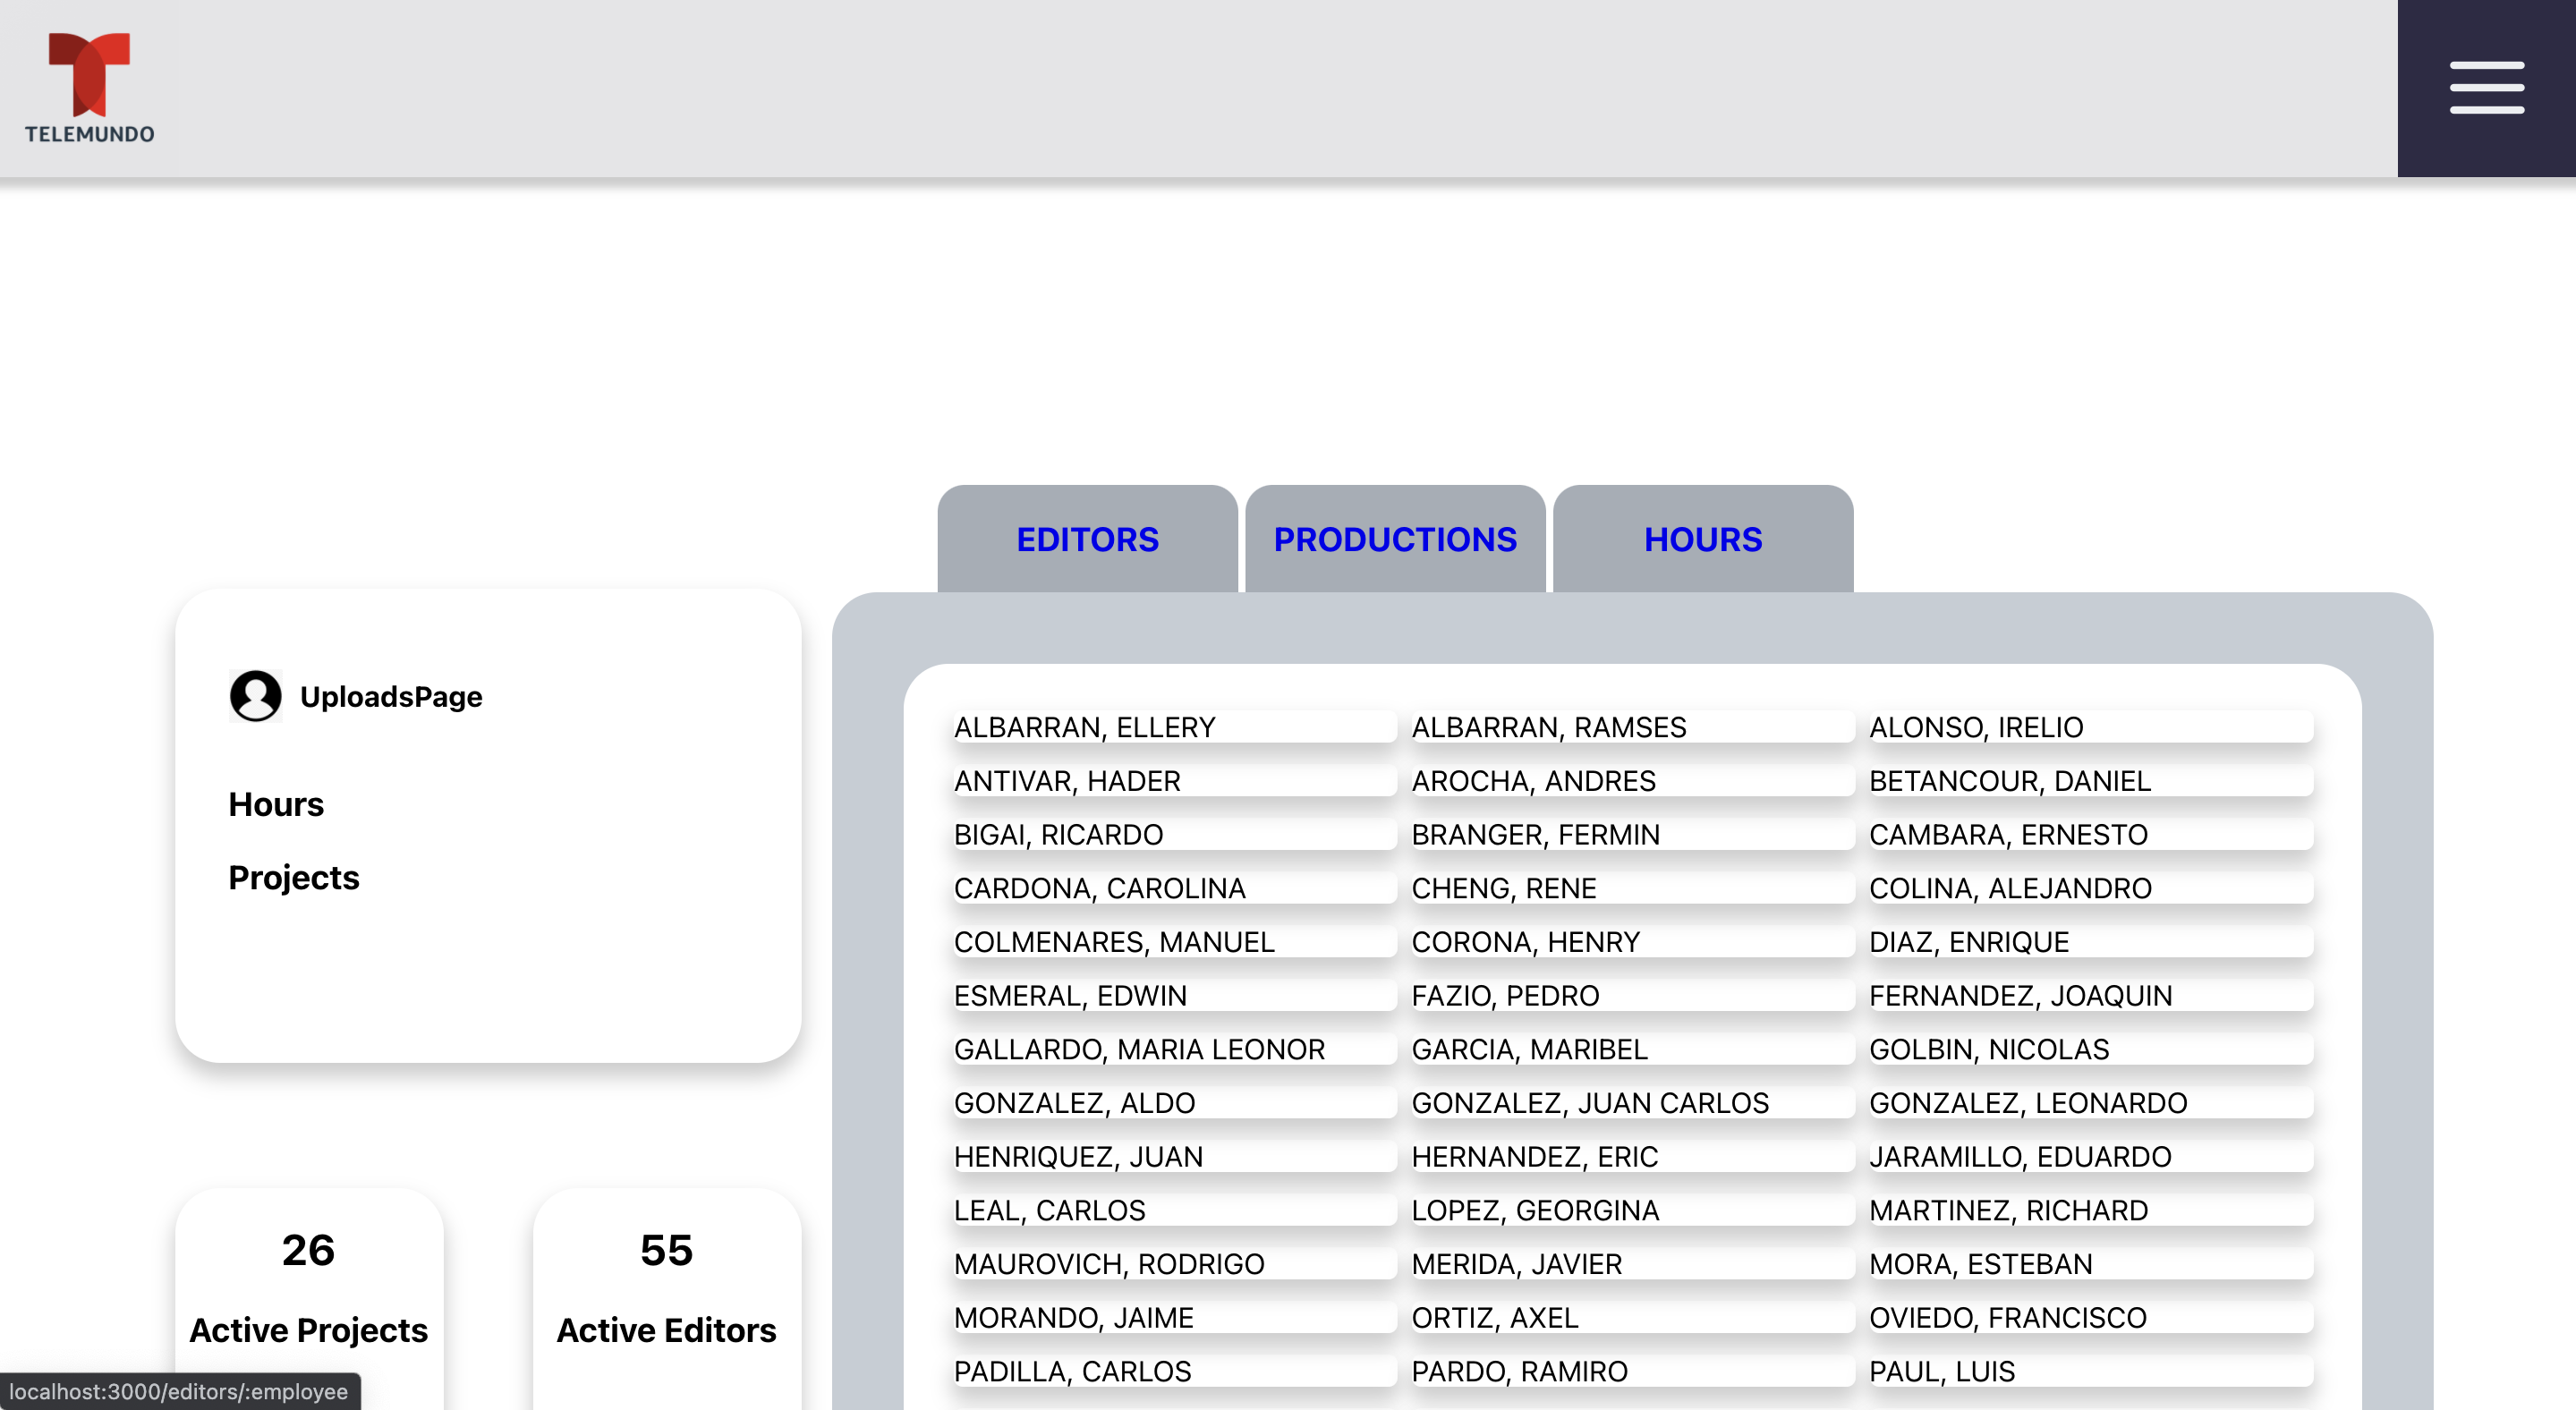 TELEMUNDO
EDITORS PRODUCTIONS HOURS
UploadsPage
Hours
Projects
26
Active Projects
55
Active Editors
ALBARRAN, ELLERY ALBARRAN, RAMSES ALONSO, IRELIO
ANTIVAR, HADER AROCHA, ANDRES BETANCOUR, DANIEL
BIGAI, RICARDO BRANGER, FERMIN CAMBARA, ERNESTO
CARDONA, CAROLINA CHENG, RENE COLINA, ALEJANDRO
COLMENARES, MANUEL CORONA, HENRY DIAZ, ENRIQUE
ESMERAL, EDWIN FAZIO, PEDRO FERNANDEZ, JOAQUIN
GALLARDO, MARIA LEONOR GARCIA, MARIBEL GOLBIN, NICOLAS
GONZALEZ, ALDO GONZALEZ, JUAN CARLOS GONZALEZ, LEONARDO
HENRIQUEZ, JUAN HERNANDEZ, ERIC JARAMILLO, EDUARDO
LEAL, CARLOS LOPEZ, GEORGINA MARTINEZ, RICHARD
MAUROVICH, RODRIGO MERIDA, JAVIER MORA, ESTEBAN
MORANDO, JAIME ORTIZ, AXEL OVIEDO, FRANCISCO
PADILLA, CARLOS PARDO, RAMIRO PAUL, LUIS
localhost:3000/editors/:employee